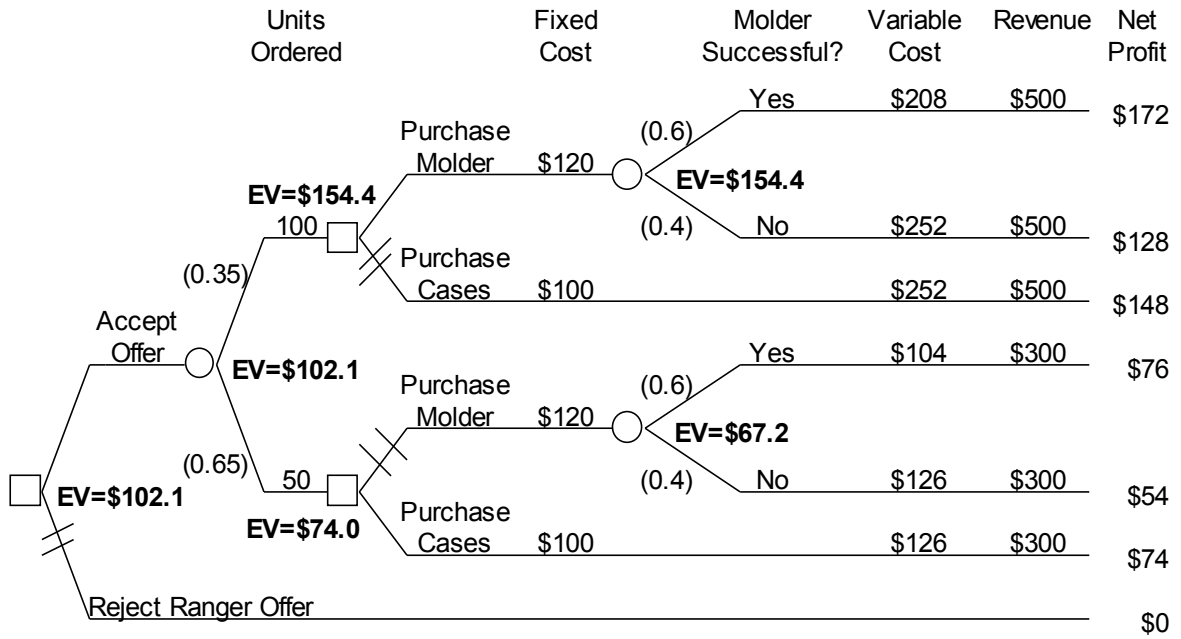 Units Fixed Molder Variable Revenue Net
Ordered Cost Successful? Cost Profit
Yes $208 $500 $172
Purchase (0.6)
Molder $120 EV=$154.4
EV=$154.4
100 (0.4) No $252 $500 $128
(0.35) Purchase
Cases $100 $252 $500 $148
Accept
Offer Yes $104 $300 $76
EV=$102.1 (0.6)
Purchase
Molder $120 EV=$67.2
(0.65) 50 (0.4) No $126 $300 $54
EV=$102.1
EV=$74.0 Purchase
Cases $100 $126 $300 $74
Reject Ranger Offer $0